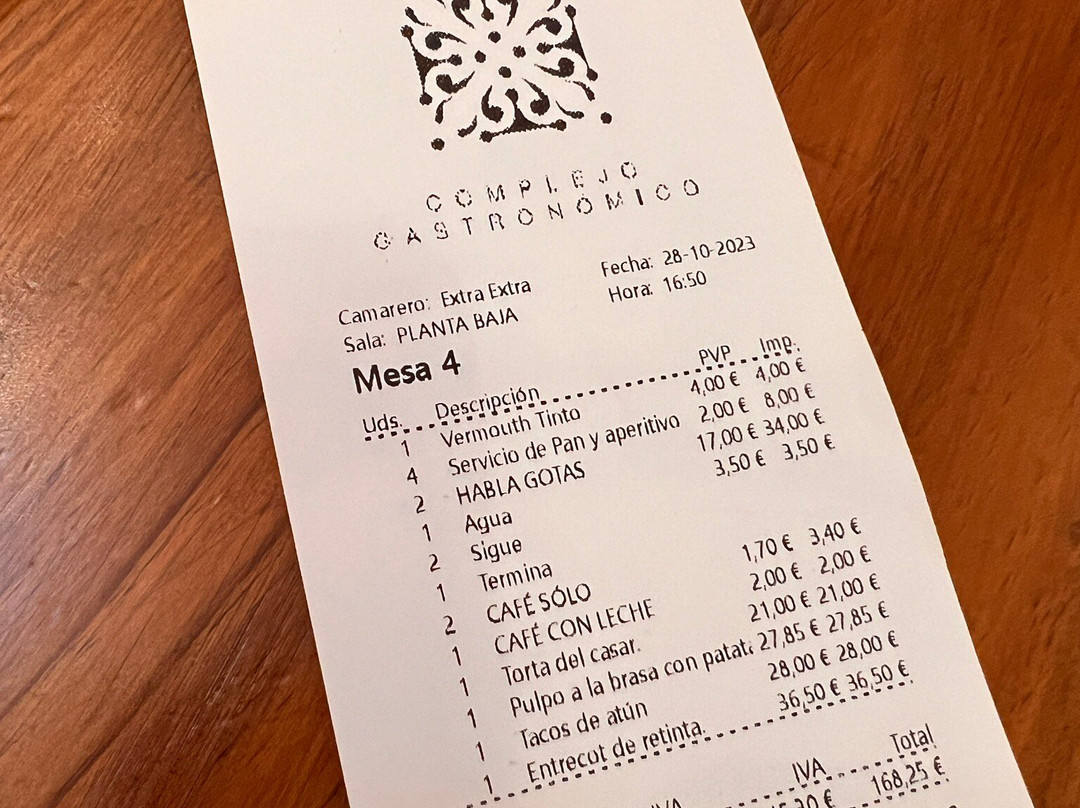 COMPLEJO
GASTRONÓMICO
Camarero: Extra Extra Fecha: 28-10-2023
Sala: PLANTA BAJA Hora: 16:50
Mesa 4
Uds. Descripción PVP Imp.
1 Vermouth Tinto 4,00 € 4,00 €
4 Servicio de Pan y aperitivo 2,00 € 8,00 €
2 HABLA GOTAS 17,00 € 34,00 €
1 Agua 3,50 € 3,50 €
2 Sigue
1 Termina
2 CAFÉ SÓLO 1,70 € 3,40 €
1 CAFÉ CON LECHE 2,00 € 2,00 €
1 Torta del casar. 21,00 € 21,00 €
1 Pulpo a la brasa con patat 27,85 € 27,85 €
1 Tacos de atún 28,00 € 28,00 €
1 Entrecot de retinta. 36,50 € 36,50 €
IVA Total
168,25 €